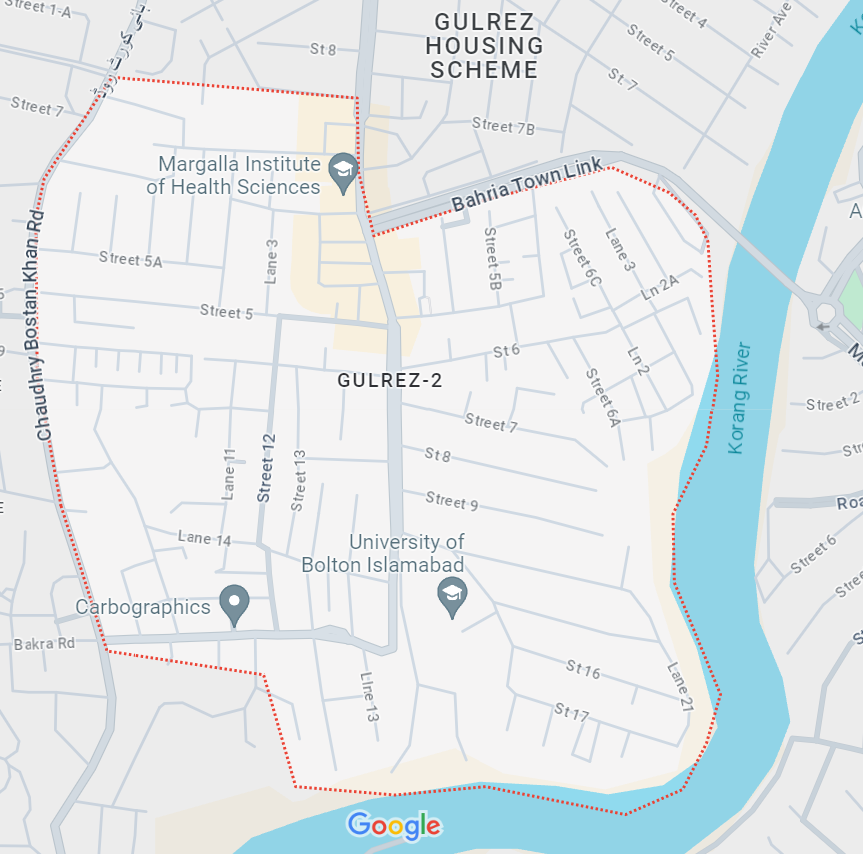 Street 1-A
St 8
GULREZ
HOUSING
SCHEME
Street 4
River Ave
Street 5
St. 7
Street 7
Street 7B
Margalla Institute
of Health Sciences
Bahria Town Link
Chaudhry Bostan Khan Rd
Street 5A
Lane 3
Street 5B
Street 6C
Lane 3
Ln 2A
Street 5
St 6
Ln 2
GULREZ-2
Street 6A
Korang River
Street 7
Street 2
St 8
Lane 11
Street 12
Street 13
Street 9
Roa
Lane 14
University of
Bolton Islamabad
Street 6
Stree
Carbographics
Bakra Rd
St 16
Lane 21
St 17
Google